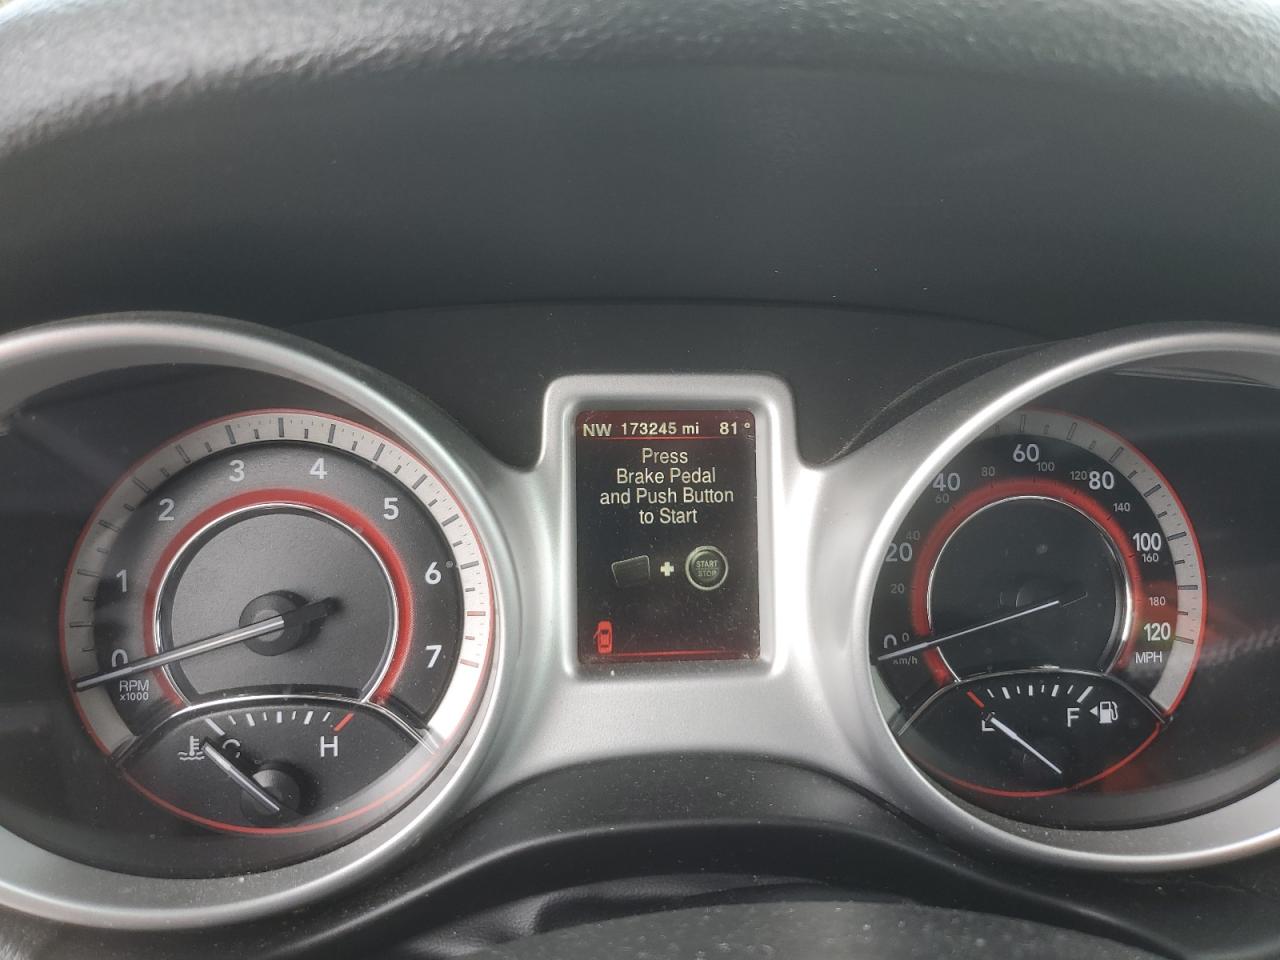 NW 173245 mi 81°
Press
Brake Pedal
and Push Button
to Start
+
START
STOP
0 1 2 3 4 5 6 7
RPM
x1000
C H
0 20 40 60 80 100 120
MPH
0 20 40 60 80 100 120 140 160 180
km/h
E F